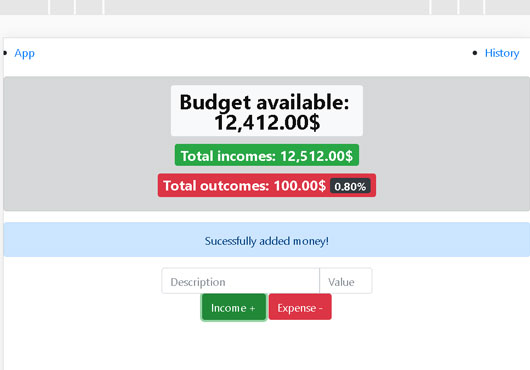 App
History
Budget available:
12,412.00$
Total incomes: 12,512.00$
Total outcomes: 100.00$ 0.80%
Sucessfully added money!
Description Value
Income + Expense -